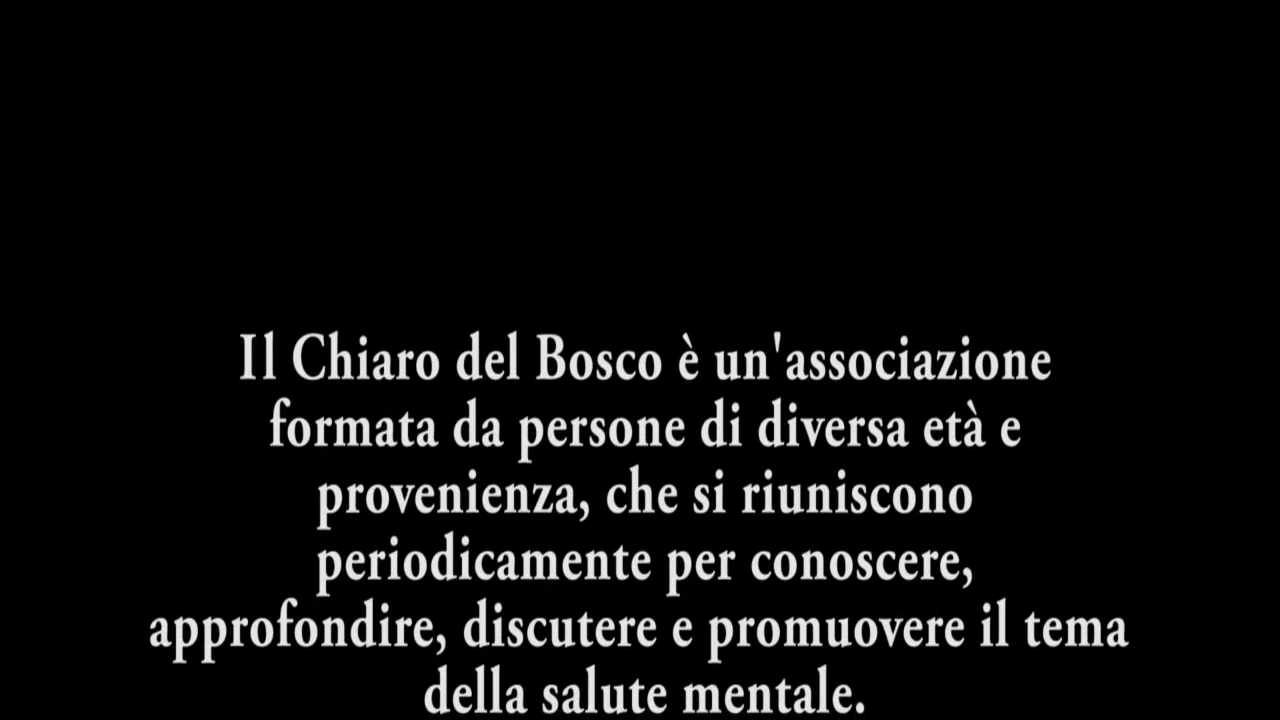 Il Chiaro del Bosco è un'associazione
formata da persone di diversa età e
provenienza, che si riuniscono
periodicamente per conoscere,
approfondire, discutere e promuovere il tema
della salute mentale.